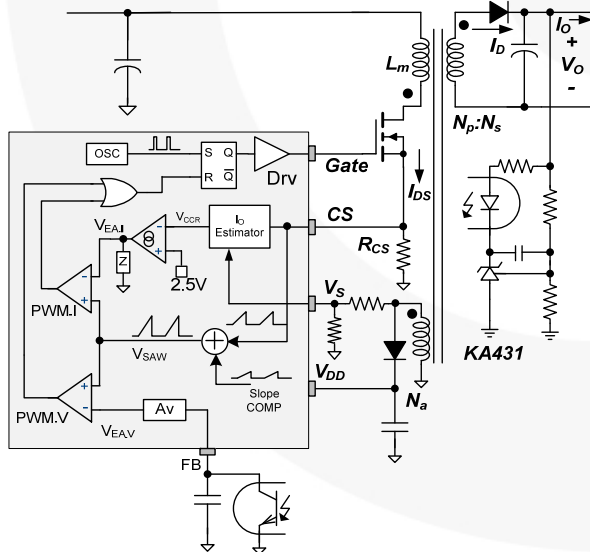 I_O
+
V_O
-
I_D
L_m
N_p:N_s
OSC
S Q
R Q̅
Drv
Gate
I_DS
V_EA.I
V_CCR
I_O
Estimator
CS
R_CS
Z
2.5V
PWM.I
V_S
V_SAW
KA431
V_DD
Slope
COMP
N_a
PWM.V
V_EA.V
Av
FB